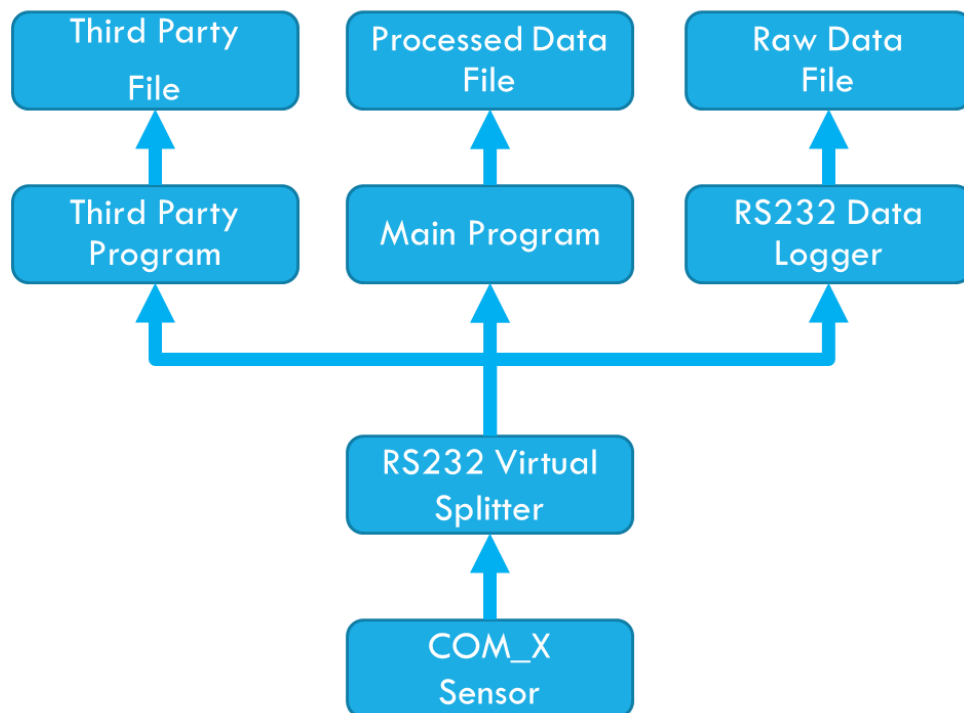 Third Party
File
Processed Data
File
Raw Data
File
Third Party
Program
Main Program
RS232 Data
Logger
RS232 Virtual
Splitter
COM_X
Sensor